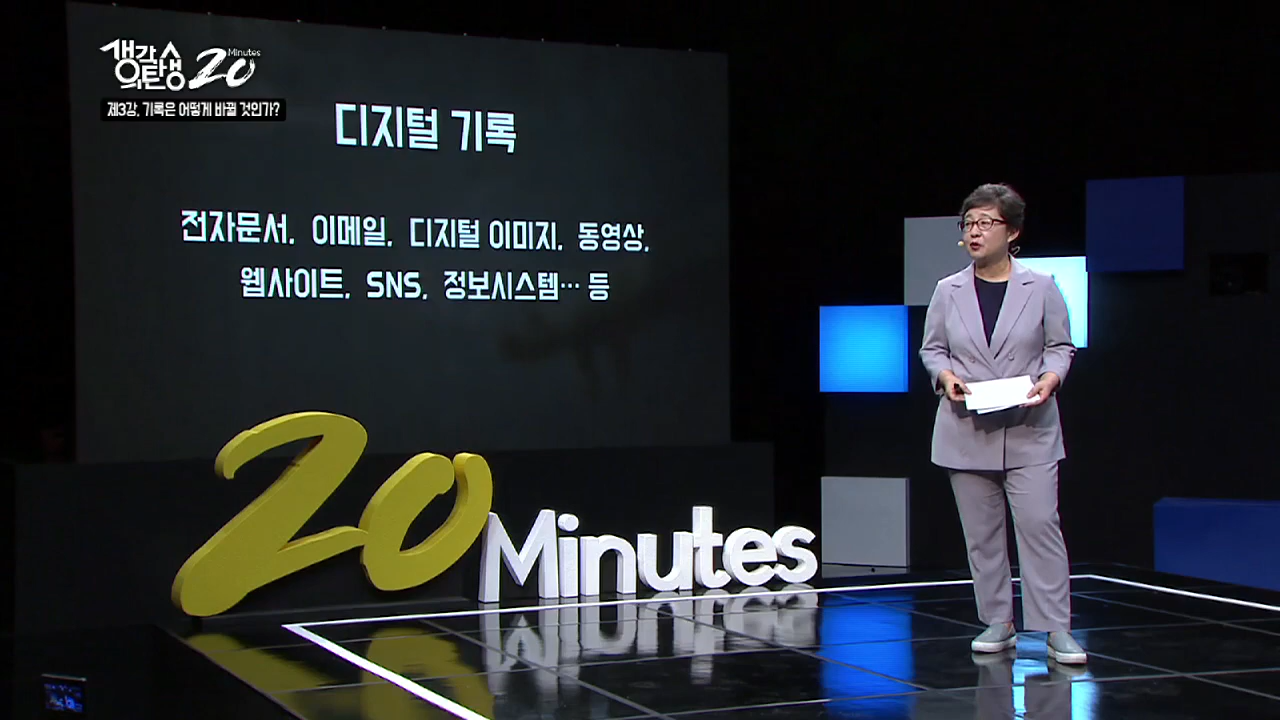 생각의탄생 20 Minutes
제3강. 기록은 어떻게 바뀔 것인가?
디지털 기록
전자문서, 이메일, 디지털 이미지, 동영상,
웹사이트, SNS, 정보시스템… 등
20 Minutes